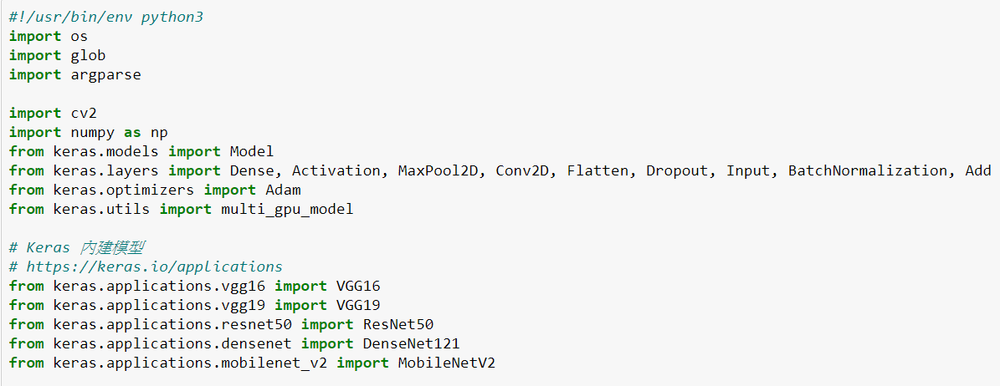 #!/usr/bin/env python3
import os
import glob
import argparse
import cv2
import numpy as np
from keras.models import Model
from keras.layers import Dense, Activation, MaxPool2D, Conv2D, Flatten, Dropout, Input, BatchNormalization, Add
from keras.optimizers import Adam
from keras.utils import multi_gpu_model
# Keras 內建模型
# https://keras.io/applications
from keras.applications.vgg16 import VGG16
from keras.applications.vgg19 import VGG19
from keras.applications.resnet50 import ResNet50
from keras.applications.densenet import DenseNet121
from keras.applications.mobilenet_v2 import MobileNetV2